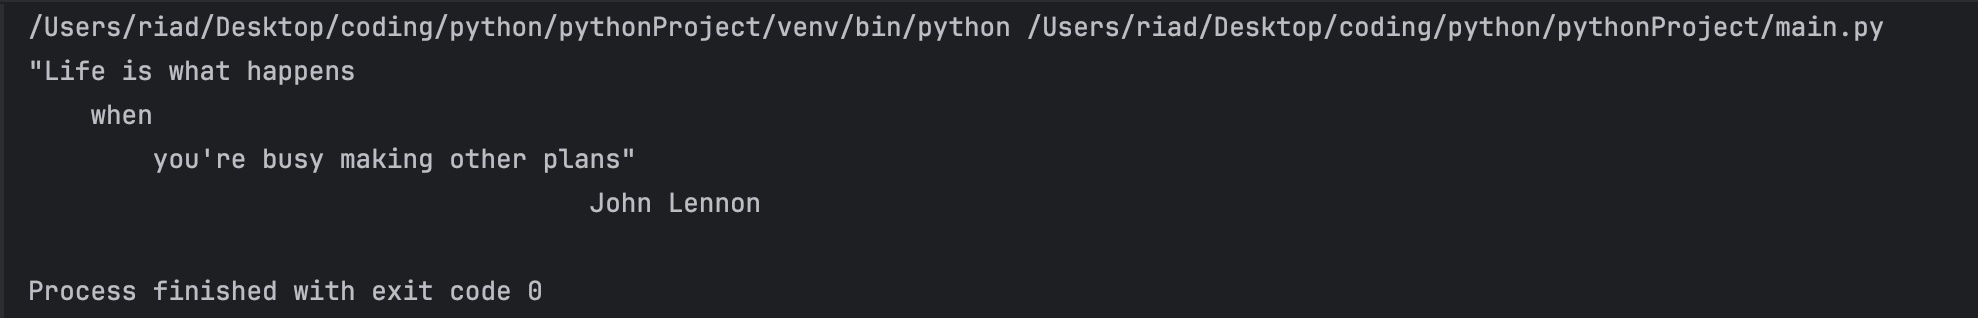 /Users/riad/Desktop/coding/python/pythonProject/venv/bin/python /Users/riad/Desktop/coding/python/pythonProject/main.py
"Life is what happens
    when
        you're busy making other plans"
                                    John Lennon

Process finished with exit code 0